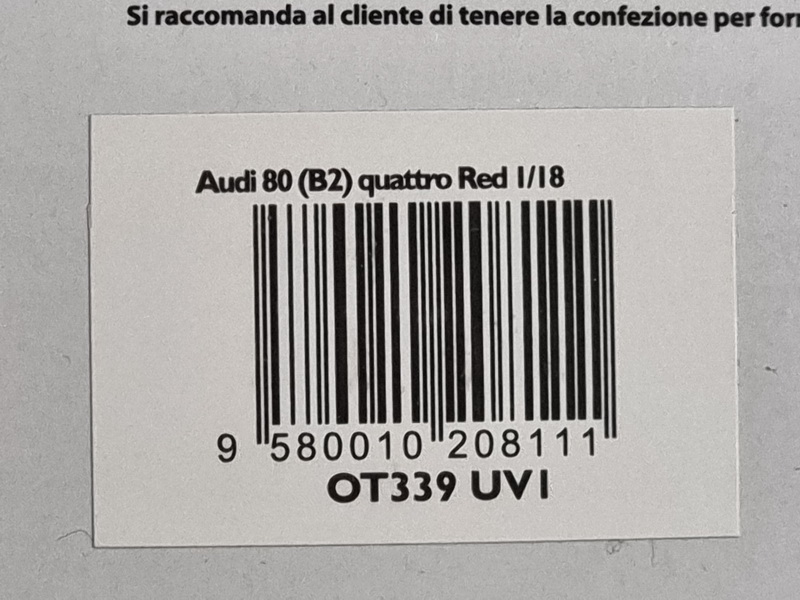 Si raccomanda al cliente di tenere la confezione per
Audi 80 (B2) quattro Red 1/18
9 580010 208111
OT339 UV1